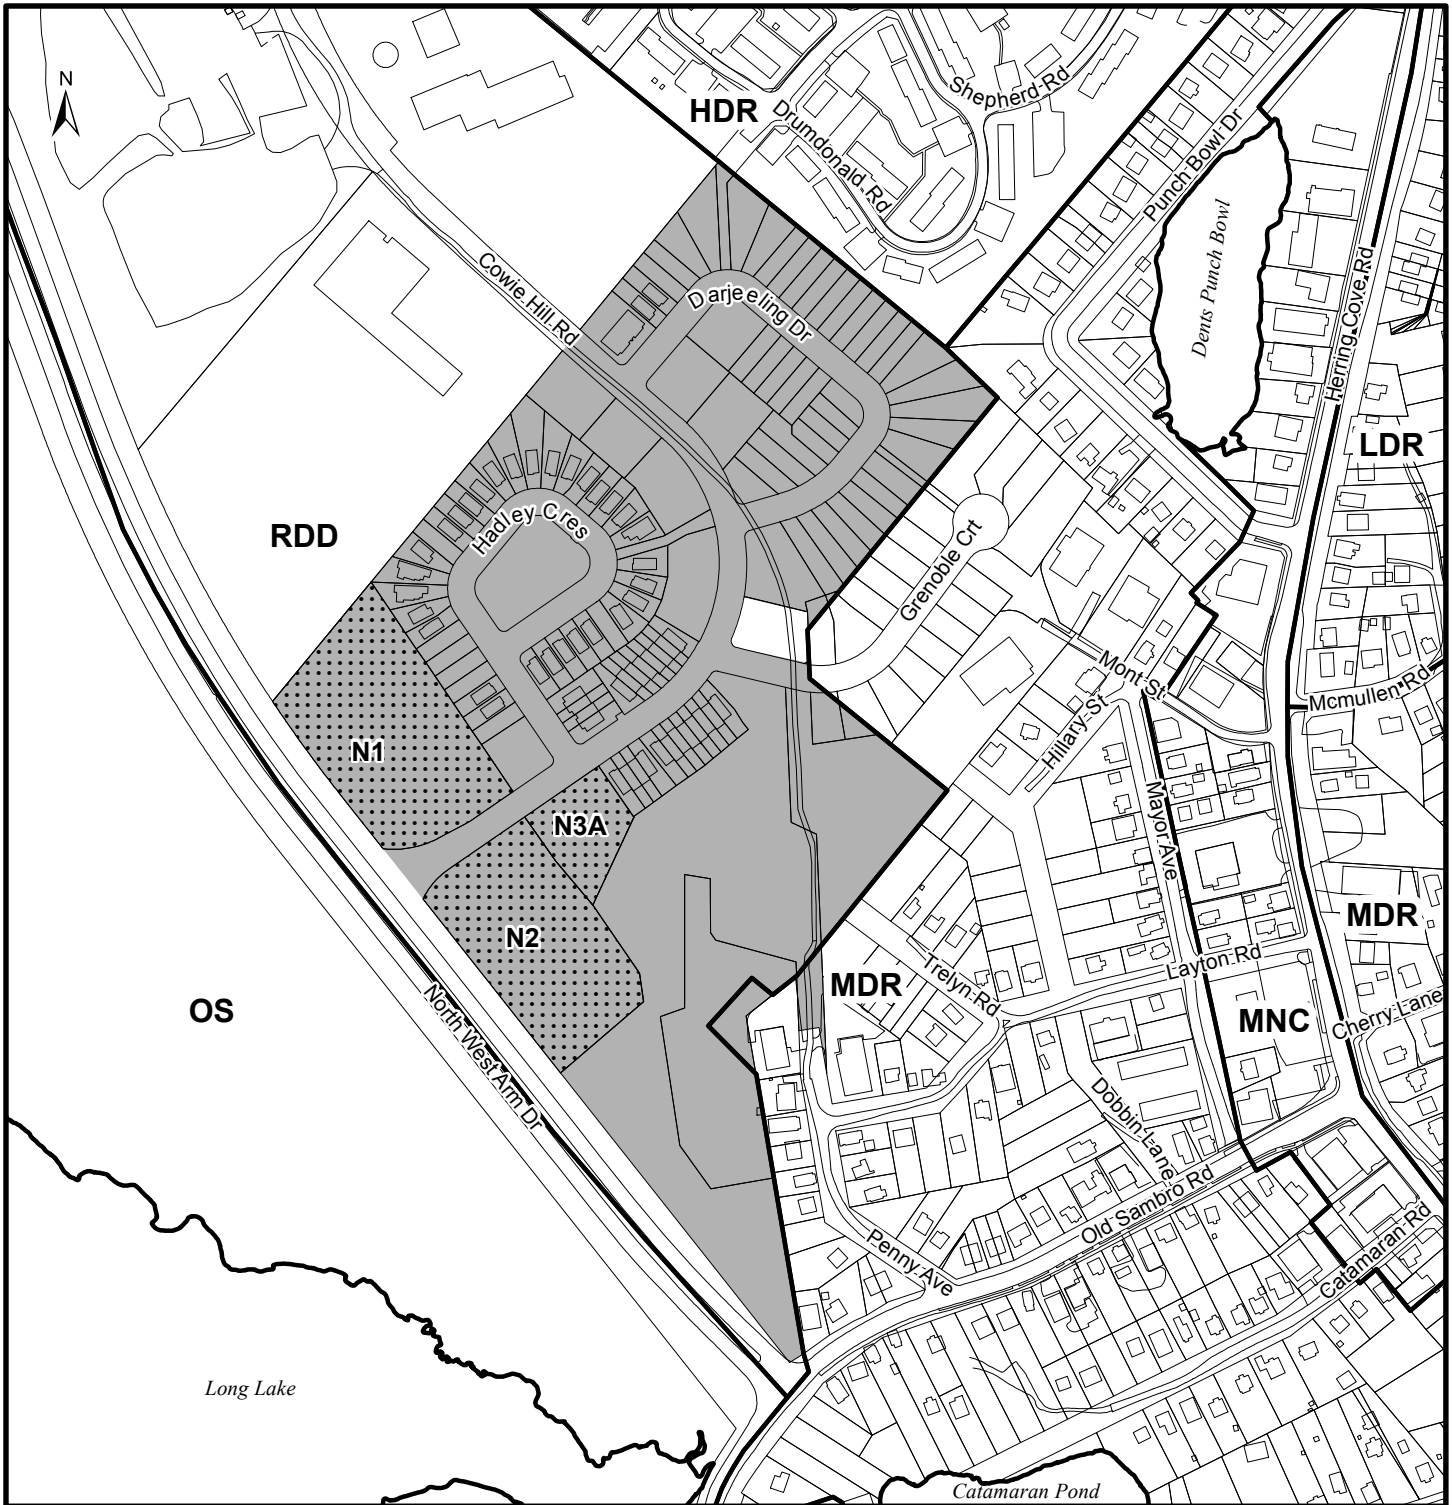 N
HDR
Shepherd Rd
Drumdonald Rd
Punch Bowl Dr
Dents Punch Bowl
Herring Cove Rd
Cowie Hill Rd
Darjeeling Dr
LDR
RDD
Hadley Cres
Grenoble Crt
Mont St
Mcmullen Rd
Hillary St
N1
N3A
Mayor Ave
N2
MDR
Trelyn Rd
Layton Rd
MDR
OS
North West Arm Dr
MNC
Cherry Lane
Dobbin Lane
Old Sambro Rd
Penny Ave
Catamaran Rd
Long Lake
Catamaran Pond